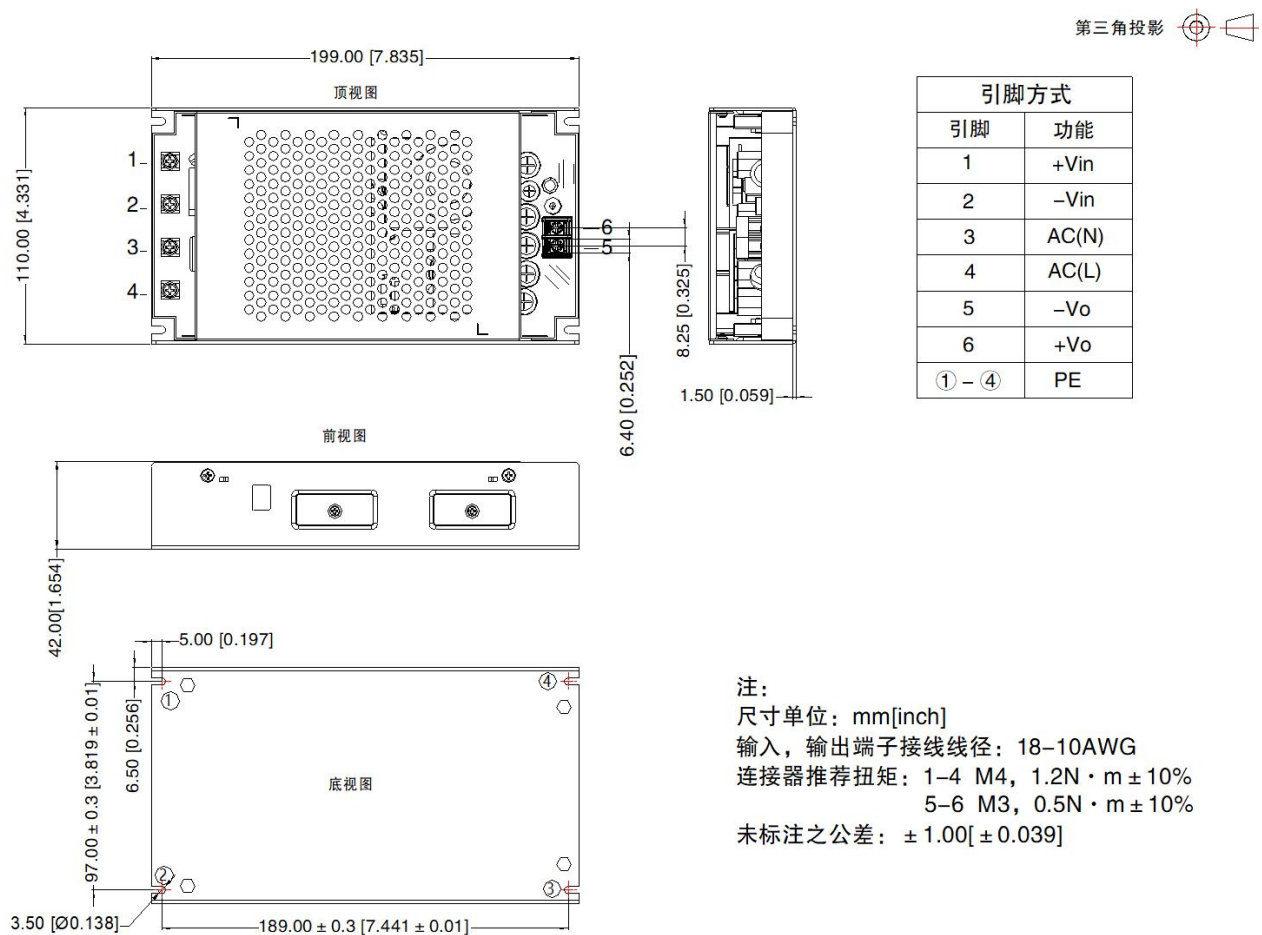 第三角投影
199.00 [7.835]
顶视图
110.00 [4.331]
1
2
3
4
6
5
8.25 [0.325]
6.40 [0.252]
1.50 [0.059]
引脚方式
引脚 功能
1 +Vin
2 −Vin
3 AC(N)
4 AC(L)
5 −Vo
6 +Vo
①－④ PE
前视图
42.00[1.654]
5.00 [0.197]
6.50 [0.256]
97.00±0.3 [3.819±0.01]
①
④
底视图
②
③
3.50 [Ø0.138]
189.00±0.3 [7.441±0.01]
注：
尺寸单位：mm[inch]
输入，输出端子接线线径：18−10AWG
连接器推荐扭矩：1−4 M4，1.2N·m±10%
5−6 M3，0.5N·m±10%
未标注之公差：±1.00[±0.039]